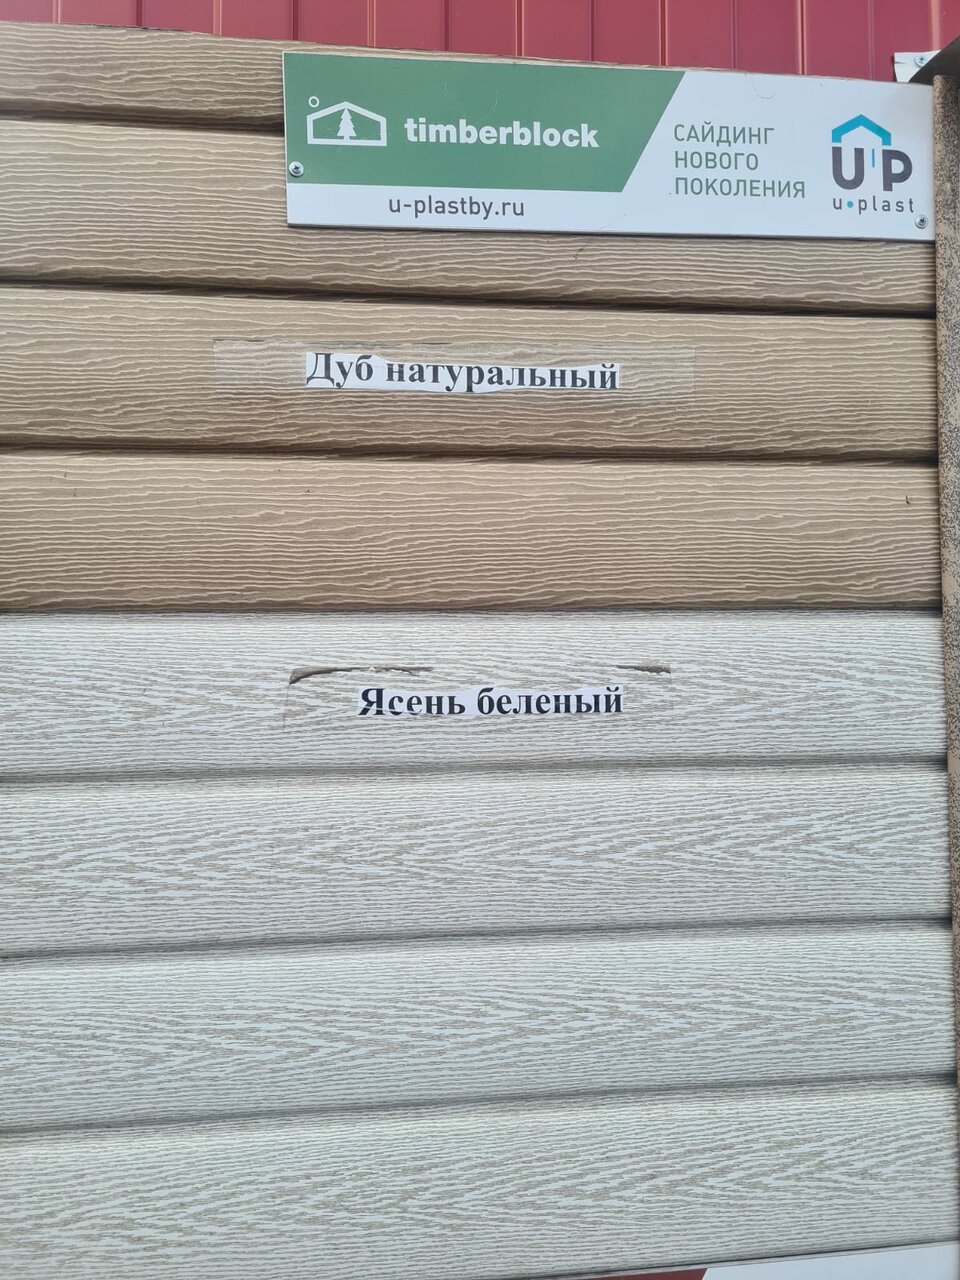 timberblock
САЙДИНГ
НОВОГО
ПОКОЛЕНИЯ
UP
u•plast
u-plastby.ru
Дуб натуральный
Ясень беленый